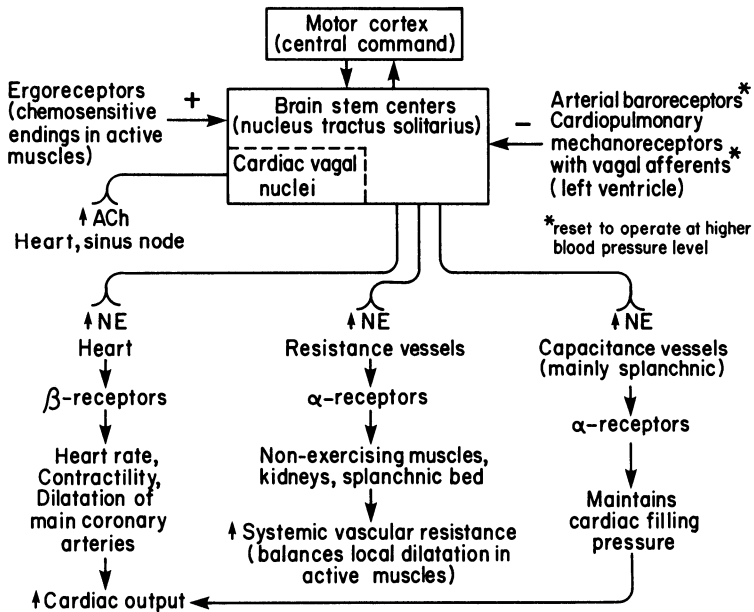 Motor cortex
(central command)
Ergoreceptors
(chemosensitive
endings in active
muscles)
+
Brain stem centers
(nucleus tractus solitarius)
Cardiac vagal
nuclei
−
Arterial baroreceptors*
Cardiopulmonary
mechanoreceptors
with vagal afferents*
(left ventricle)
*reset to operate at higher
blood pressure level
↑ACh
Heart, sinus node
↑NE
Heart
β-receptors
Heart rate,
Contractility,
Dilatation of
main coronary
arteries
↑Cardiac output
↑NE
Resistance vessels
α-receptors
Non-exercising muscles,
kidneys, splanchnic bed
↑Systemic vascular resistance
(balances local dilatation in
active muscles)
↑NE
Capacitance vessels
(mainly splanchnic)
α-receptors
Maintains
cardiac filling
pressure